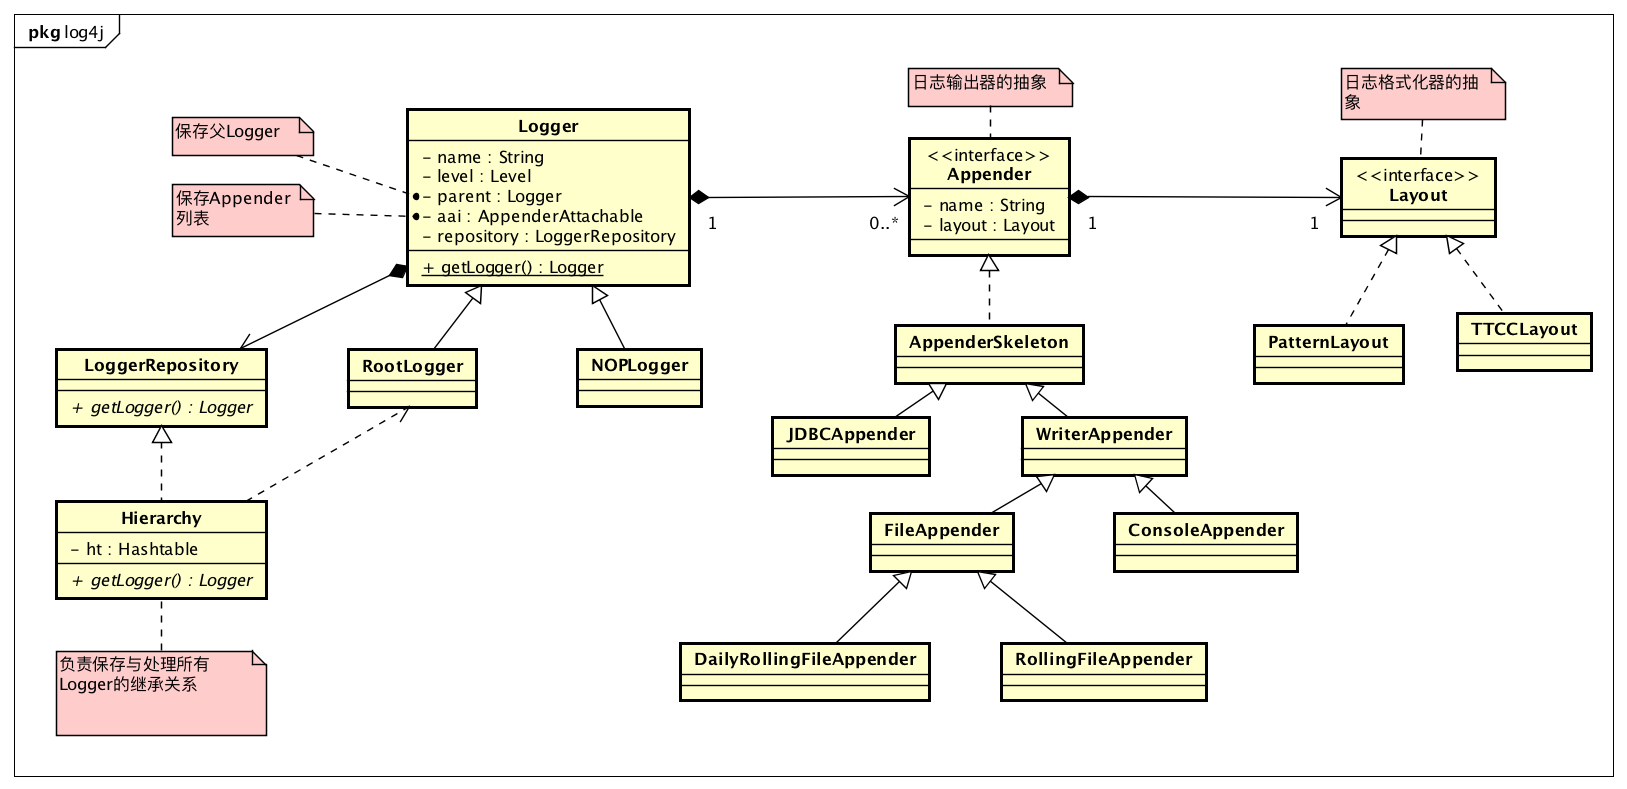 pkg log4j
日志输出器的抽象
日志格式化器的抽
象
保存父Logger
保存Appender
列表
Logger
- name : String
- level : Level
- parent : Logger
- aai : AppenderAttachable
- repository : LoggerRepository
+ getLogger() : Logger
1
0..*
<<interface>>
Appender
- name : String
- layout : Layout
1
1
<<interface>>
Layout
LoggerRepository
+ getLogger() : Logger
RootLogger
NOPLogger
AppenderSkeleton
PatternLayout
TTCCLayout
JDBCAppender
WriterAppender
Hierarchy
- ht : Hashtable
+ getLogger() : Logger
FileAppender
ConsoleAppender
负责保存与处理所有
Logger的继承关系
DailyRollingFileAppender
RollingFileAppender